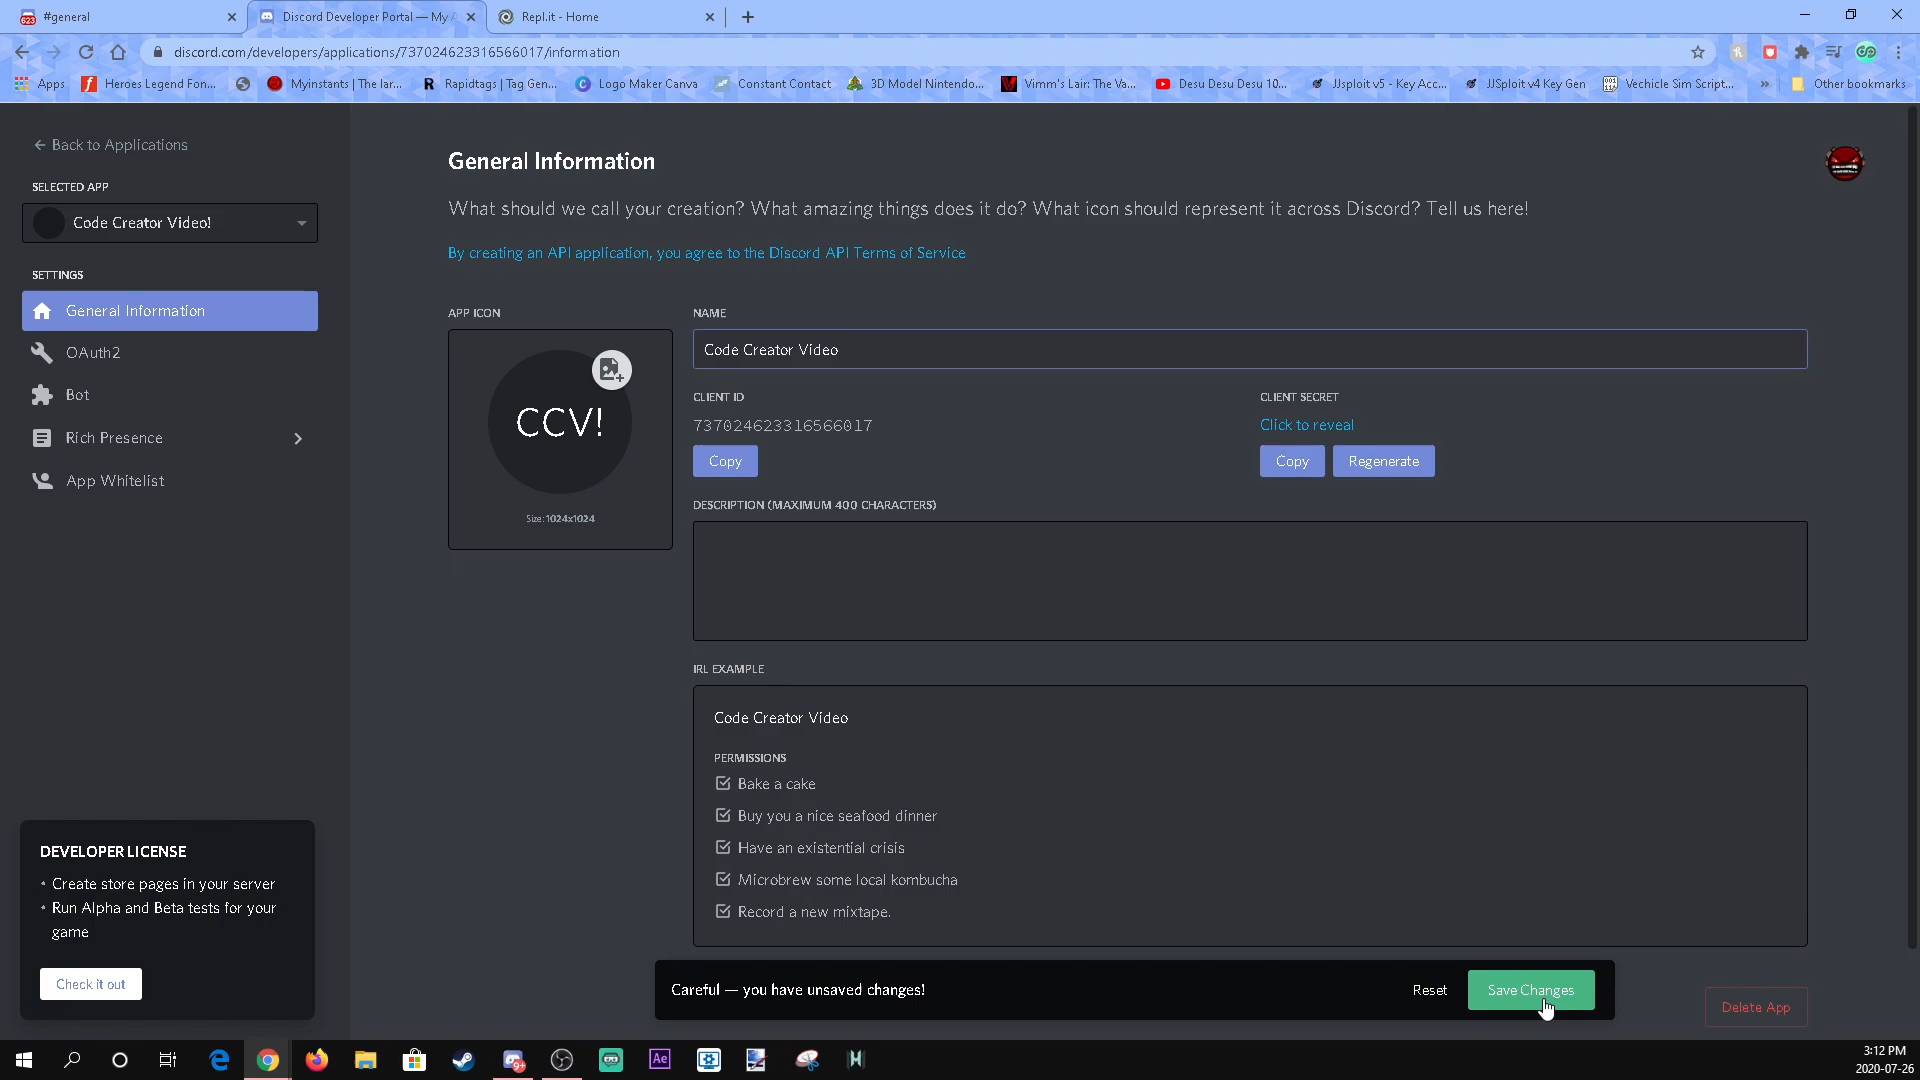 #general
Discord Developer Portal — My A
Repl.it - Home
discord.com/developers/applications/737024623316566017/information
Apps
Heroes Legend Fon...
Myinstants | The lar...
Rapidtags | Tag Gen...
Logo Maker Canva
Constant Contact
3D Model Nintendo...
Vimm's Lair: The Va...
Desu Desu Desu 10...
JJsploit v5 - Key Acc...
JJSploit v4 Key Gen
Vechicle Sim Script...
»
Other bookmarks
← Back to Applications
SELECTED APP
Code Creator Video!
SETTINGS
General Information
OAuth2
Bot
Rich Presence
App Whitelist
DEVELOPER LICENSE
• Create store pages in your server
• Run Alpha and Beta tests for your
game
Check it out
General Information
What should we call your creation? What amazing things does it do? What icon should represent it across Discord? Tell us here!
By creating an API application, you agree to the Discord API Terms of Service
APP ICON
CCV!
Size: 1024x1024
NAME
Code Creator Video
CLIENT ID
737024623316566017
Copy
CLIENT SECRET
Click to reveal
Copy
Regenerate
DESCRIPTION (MAXIMUM 400 CHARACTERS)
IRL EXAMPLE
Code Creator Video
PERMISSIONS
Bake a cake
Buy you a nice seafood dinner
Have an existential crisis
Microbrew some local kombucha
Record a new mixtape.
Careful — you have unsaved changes!
Reset
Save Changes
Delete App
9+
Ae
3:12 PM
2020-07-26